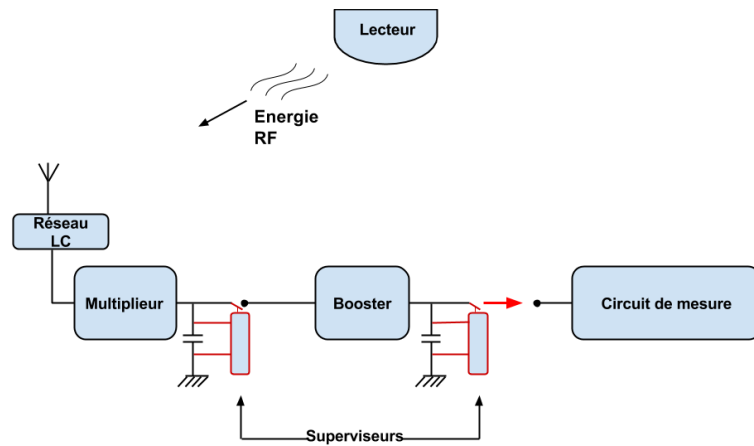 Lecteur
Energie
RF
Réseau
LC
Multiplieur
Booster
Circuit de mesure
Superviseurs